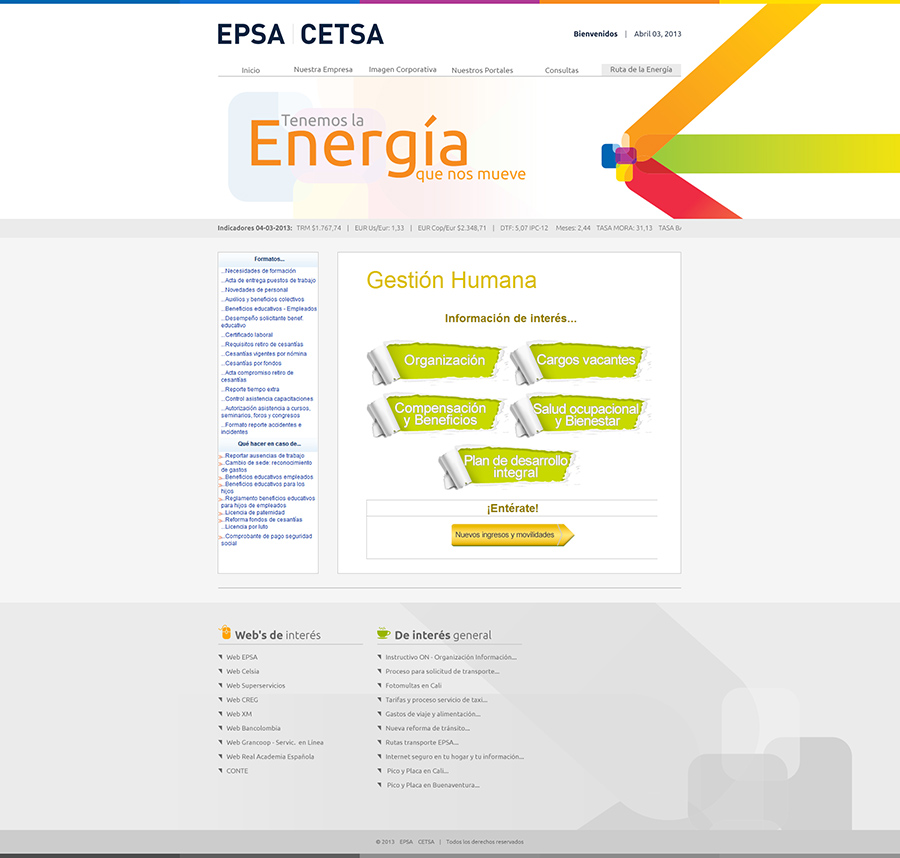 EPSA | CETSA
Bienvenidos | Abril 03, 2013
Inicio Nuestra Empresa Imagen Corporativa Nuestros Portales Consultas Ruta de la Energía
Tenemos la
Energía
que nos mueve
Indicadores 04-03-2013: TRM $1.767,74 | EUR Us/Eur: 1,33 | EUR Cop/Eur $2.348,71 | DTF: 5,07 IPC-12 Meses: 2,44 TASA MORA: 31,13 TASA BA
Formatos...
...Necesidades de formación
...Acta de entrega puestos de trabajo
...Novedades de personal
...Auxilios y beneficios colectivos
...Beneficios educativos - Empleados
...Desempeño solicitante benef.
educativo
...Certificado laboral
...Requisitos retiro de cesantías
...Cesantías vigentes por nómina
...Cesantías por fondos
...Acta compromiso retiro de
cesantías
...Reporte tiempo extra
...Control asistencia capacitaciones
...Autorización asistencia a cursos,
seminarios, foros y congresos
...Formato reporte accidentes e
incidentes
Qué hacer en caso de...
...Reportar ausencias de trabajo
...Cambio de sede: reconocimiento
de gastos
...Beneficios educativos empleados
...Beneficios educativos para los
hijos
...Reglamento beneficios educativos
para hijos de empleados
...Licencia de paternidad
...Reforma fondos de cesantías
...Licencia por luto
...Comprobante de pago seguridad
social
Gestión Humana
Información de interés...
Organización
Cargos vacantes
Compensación
y Beneficios
Salud ocupacional
y Bienestar
Plan de desarrollo
integral
¡Entérate!
Nuevos ingresos y movilidades
Web's de interés
Web EPSA
Web Celsia
Web Superservicios
Web CREG
Web XM
Web Bancolombia
Web Grancoop - Servic.. en Línea
Web Real Academia Española
CONTE
De interés general
Instructivo ON - Organización Información...
Proceso para solicitud de transporte...
Fotomultas en Cali
Tarifas y proceso servicio de taxi...
Gastos de viaje y alimentación...
Nueva reforma de tránsito...
Rutas transporte EPSA...
Internet seguro en tu hogar y tu información...
Pico y Placa en Cali...
Pico y Placa en Buenaventura...
© 2013 EPSA CETSA | Todos los derechos reservados